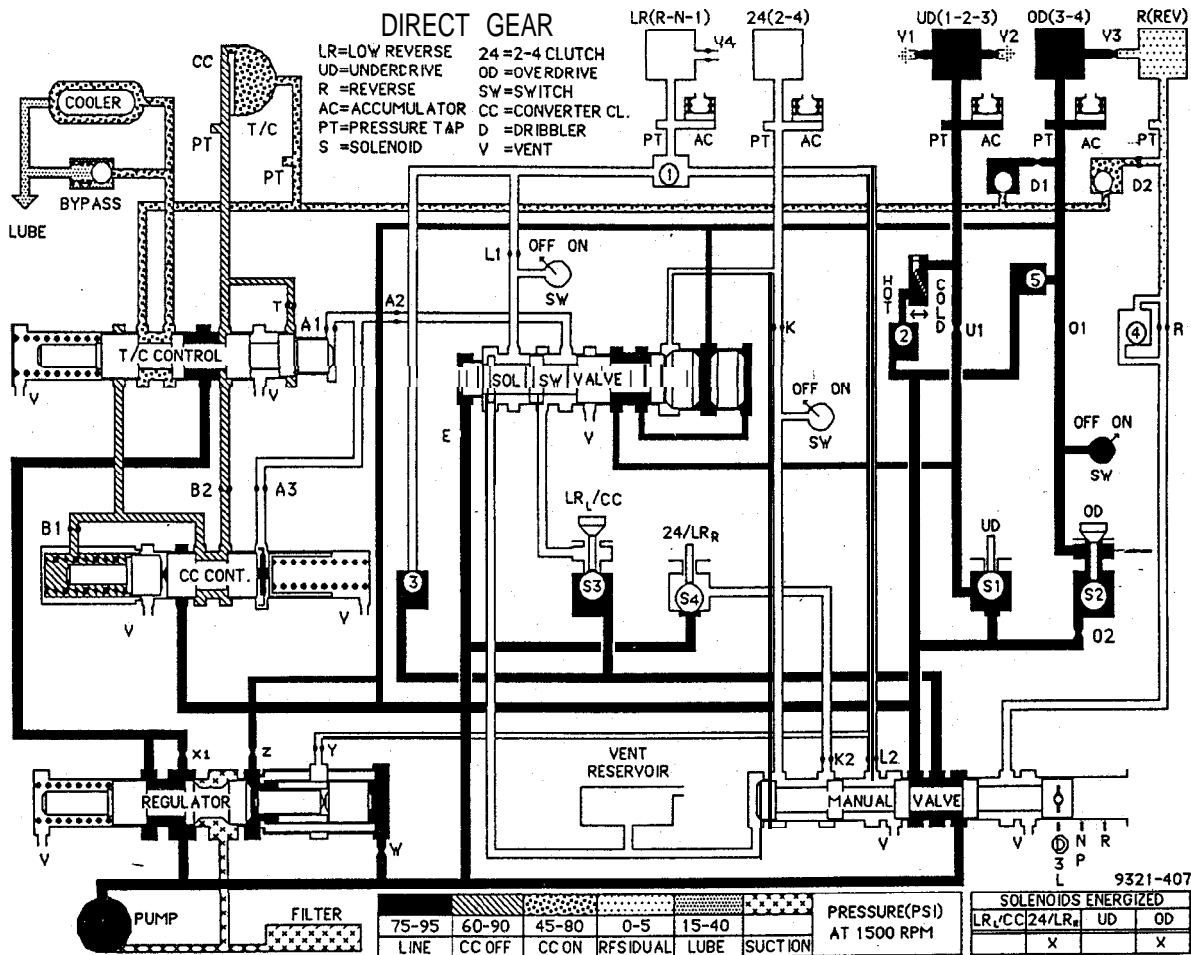 DIRECT GEAR
LR=LOW REVERSE 24=2-4 CLUTCH
UD=UNDERDRIVE OD=OVERDRIVE
R =REVERSE SW=SWITCH
AC=ACCUMULATOR CC=CONVERTER CL.
PT=PRESSURE TAP D =DRIBBLER
S =SOLENOID V =VENT
LR(R-N-1)
24(2-4)
UD(1-2-3)
OD(3-4)
R(REV)
V4
V1
V2
V3
CC
COOLER
T/C
PT
PT
BYPASS
LUBE
PT AC
PT AC
PT AC
PT AC
PT
1
D1
D2
L1
OFF ON
SW
HOT
COLD
5
2
U1
O1
4
R
T
A1
A2
K
T/C CONTROL
V
V
SOL SW VALVE
V
E
OFF ON
SW
OFF ON
SW
B2
A3
B1
CC CONT.
V
V
LRL/CC
24/LRR
UD
OD
3
S3
S4
S1
S2
O2
X1
Z
Y
VENT
RESERVOIR
K2
L2
REGULATOR
V
W
MANUAL VALVE
V
V
D N R
3 P
L
9321-407
PUMP
FILTER
75-95 60-90 45-80 0-5 15-40
LINE CC OFF CC ON RFSIDUAL LUBE SUCTION
PRESSURE(PSI)
AT 1500 RPM
SOLENOIDS ENERGIZED
LRL/CC 24/LRR UD OD
X X